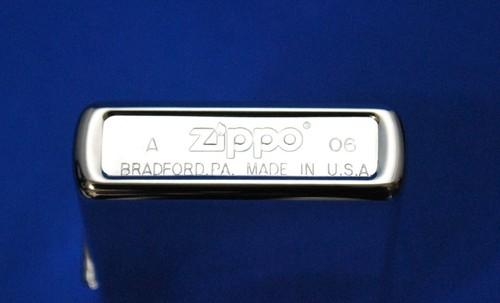 A zippo® 06
BRADFORD,PA. MADE IN U.S.A